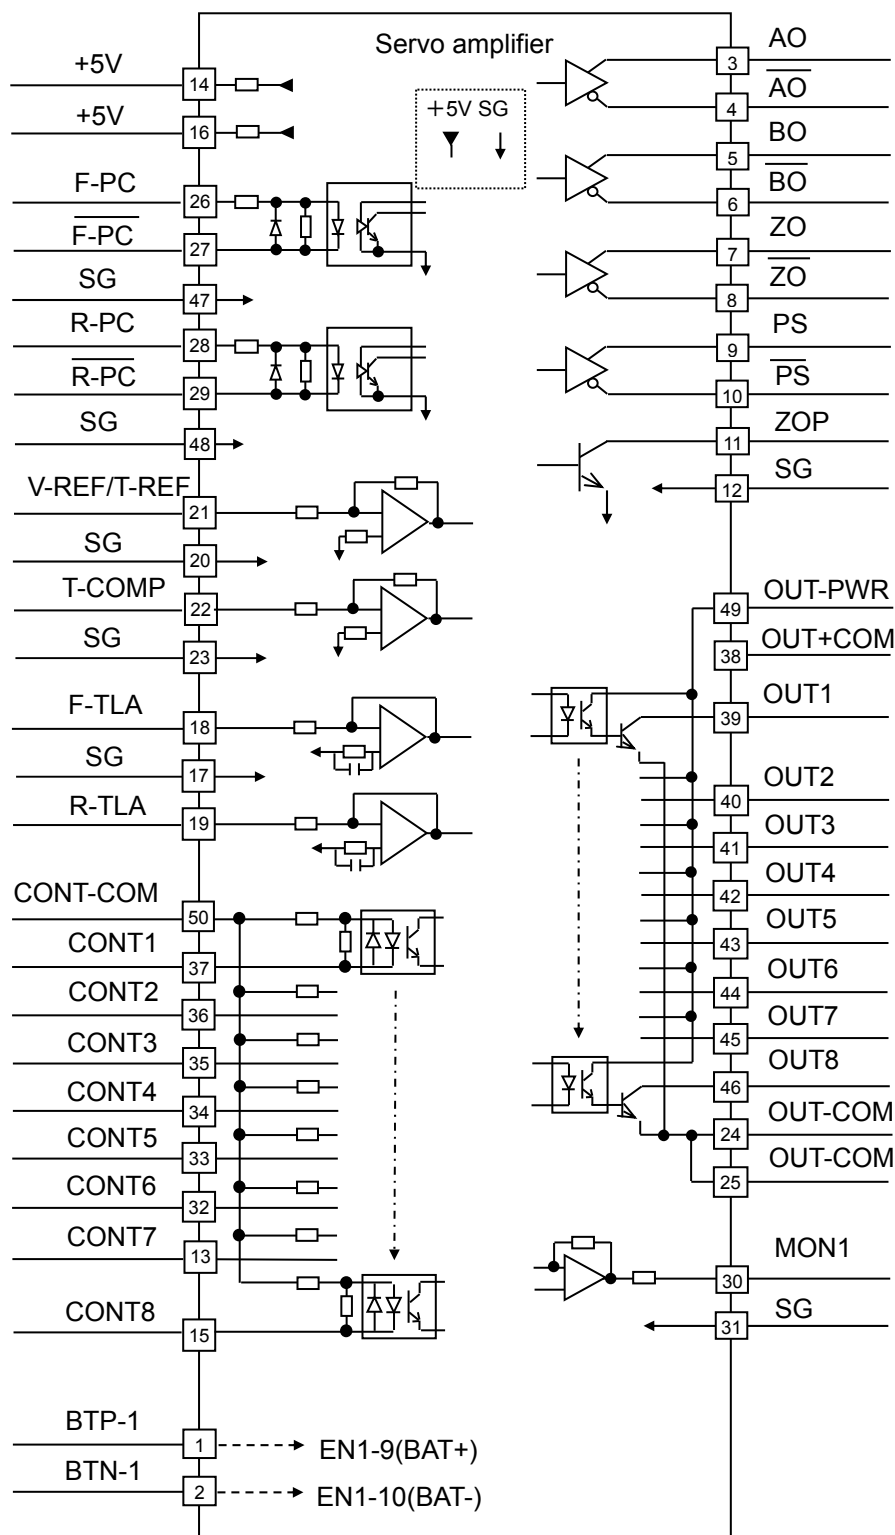 Servo amplifier
+5V SG
+5V
14
+5V
16
F-PC
26
F-PC
27
SG
47
R-PC
28
R-PC
29
SG
48
V-REF/T-REF
21
SG
20
T-COMP
22
SG
23
F-TLA
18
SG
17
R-TLA
19
CONT-COM
50
CONT1
37
CONT2
36
CONT3
35
CONT4
34
CONT5
33
CONT6
32
CONT7
13
CONT8
15
BTP-1
1
EN1-9(BAT+)
BTN-1
2
EN1-10(BAT-)
AO
3
AO
4
BO
5
BO
6
ZO
7
ZO
8
PS
9
PS
10
ZOP
11
SG
12
OUT-PWR
49
OUT+COM
38
OUT1
39
OUT2
40
OUT3
41
OUT4
42
OUT5
43
OUT6
44
OUT7
45
OUT8
46
OUT-COM
24
OUT-COM
25
MON1
30
SG
31